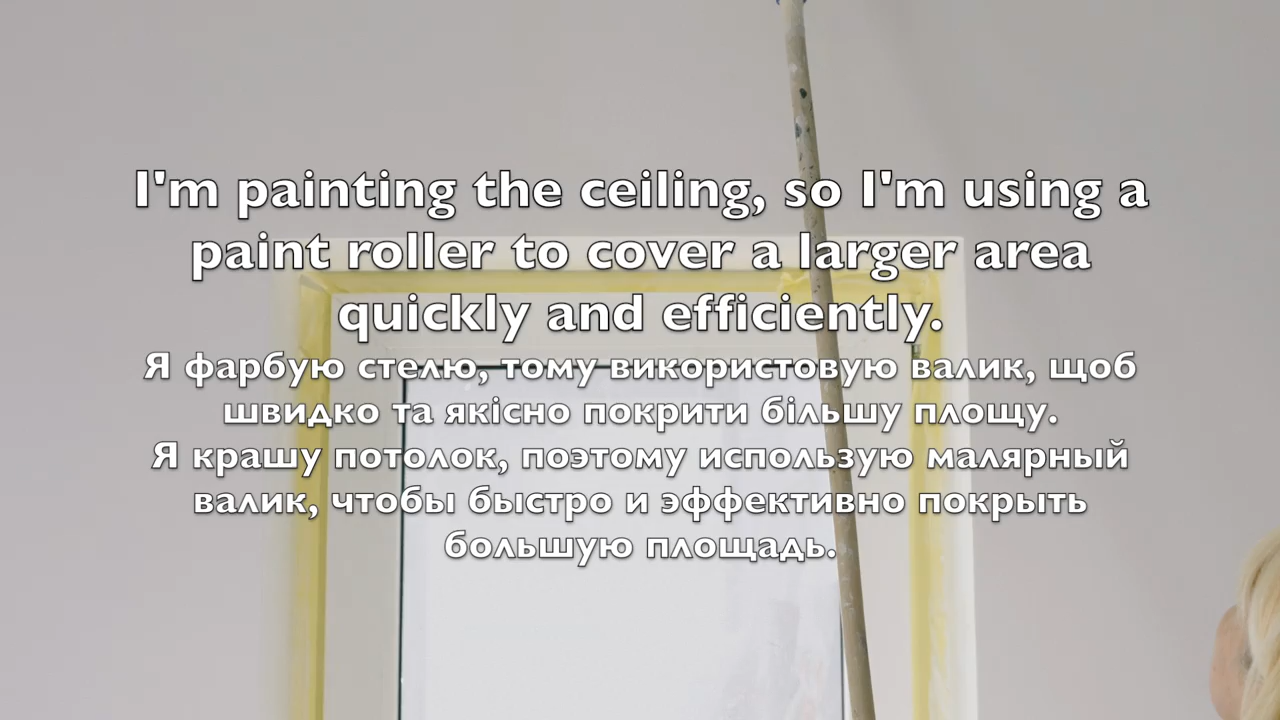 I'm painting the ceiling, so I'm using a
paint roller to cover a larger area
quickly and efficiently.
Я фарбую стелю, тому використовую валик, щоб
швидко та якісно покрити більшу площу.
Я крашу потолок, поэтому использую малярный
валик, чтобы быстро и эффективно покрыть
большую площадь.